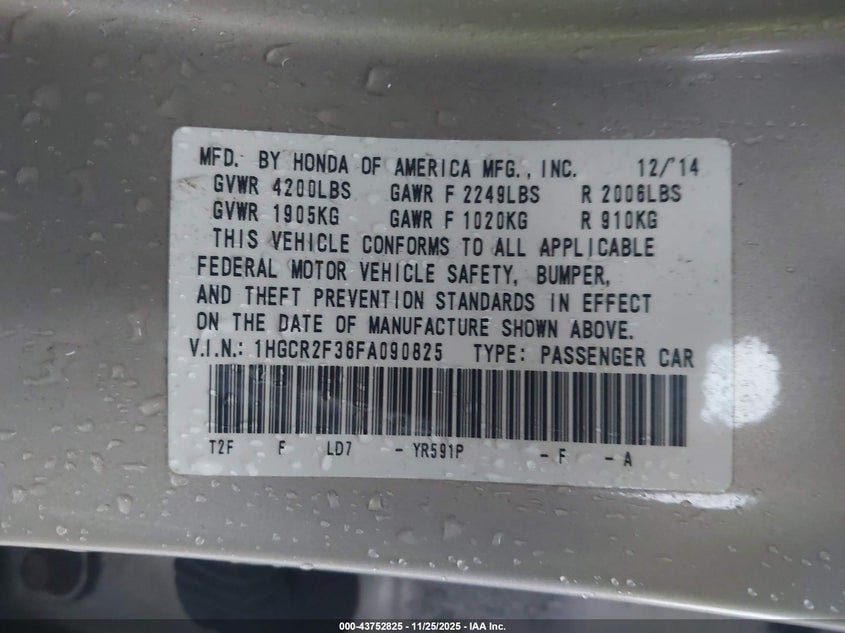 MFD. BY HONDA OF AMERICA MFG., INC. 12/'14
GVWR 4200LBS GAWR F 2249LBS R 2006LBS
GVWR 1905KG GAWR F 1020KG R 910KG
THIS VEHICLE CONFORMS TO ALL APPLICABLE
FEDERAL MOTOR VEHICLE SAFETY, BUMPER,
AND THEFT PREVENTION STANDARDS IN EFFECT
ON THE DATE OF MANUFACTURE SHOWN ABOVE.
V.I.N.: 1HGCR2F36FA090825 TYPE: PASSENGER CAR
T2F F LD7 - YR591P - F - A
000-43752825 | 11/25/2025 | IAA Inc.